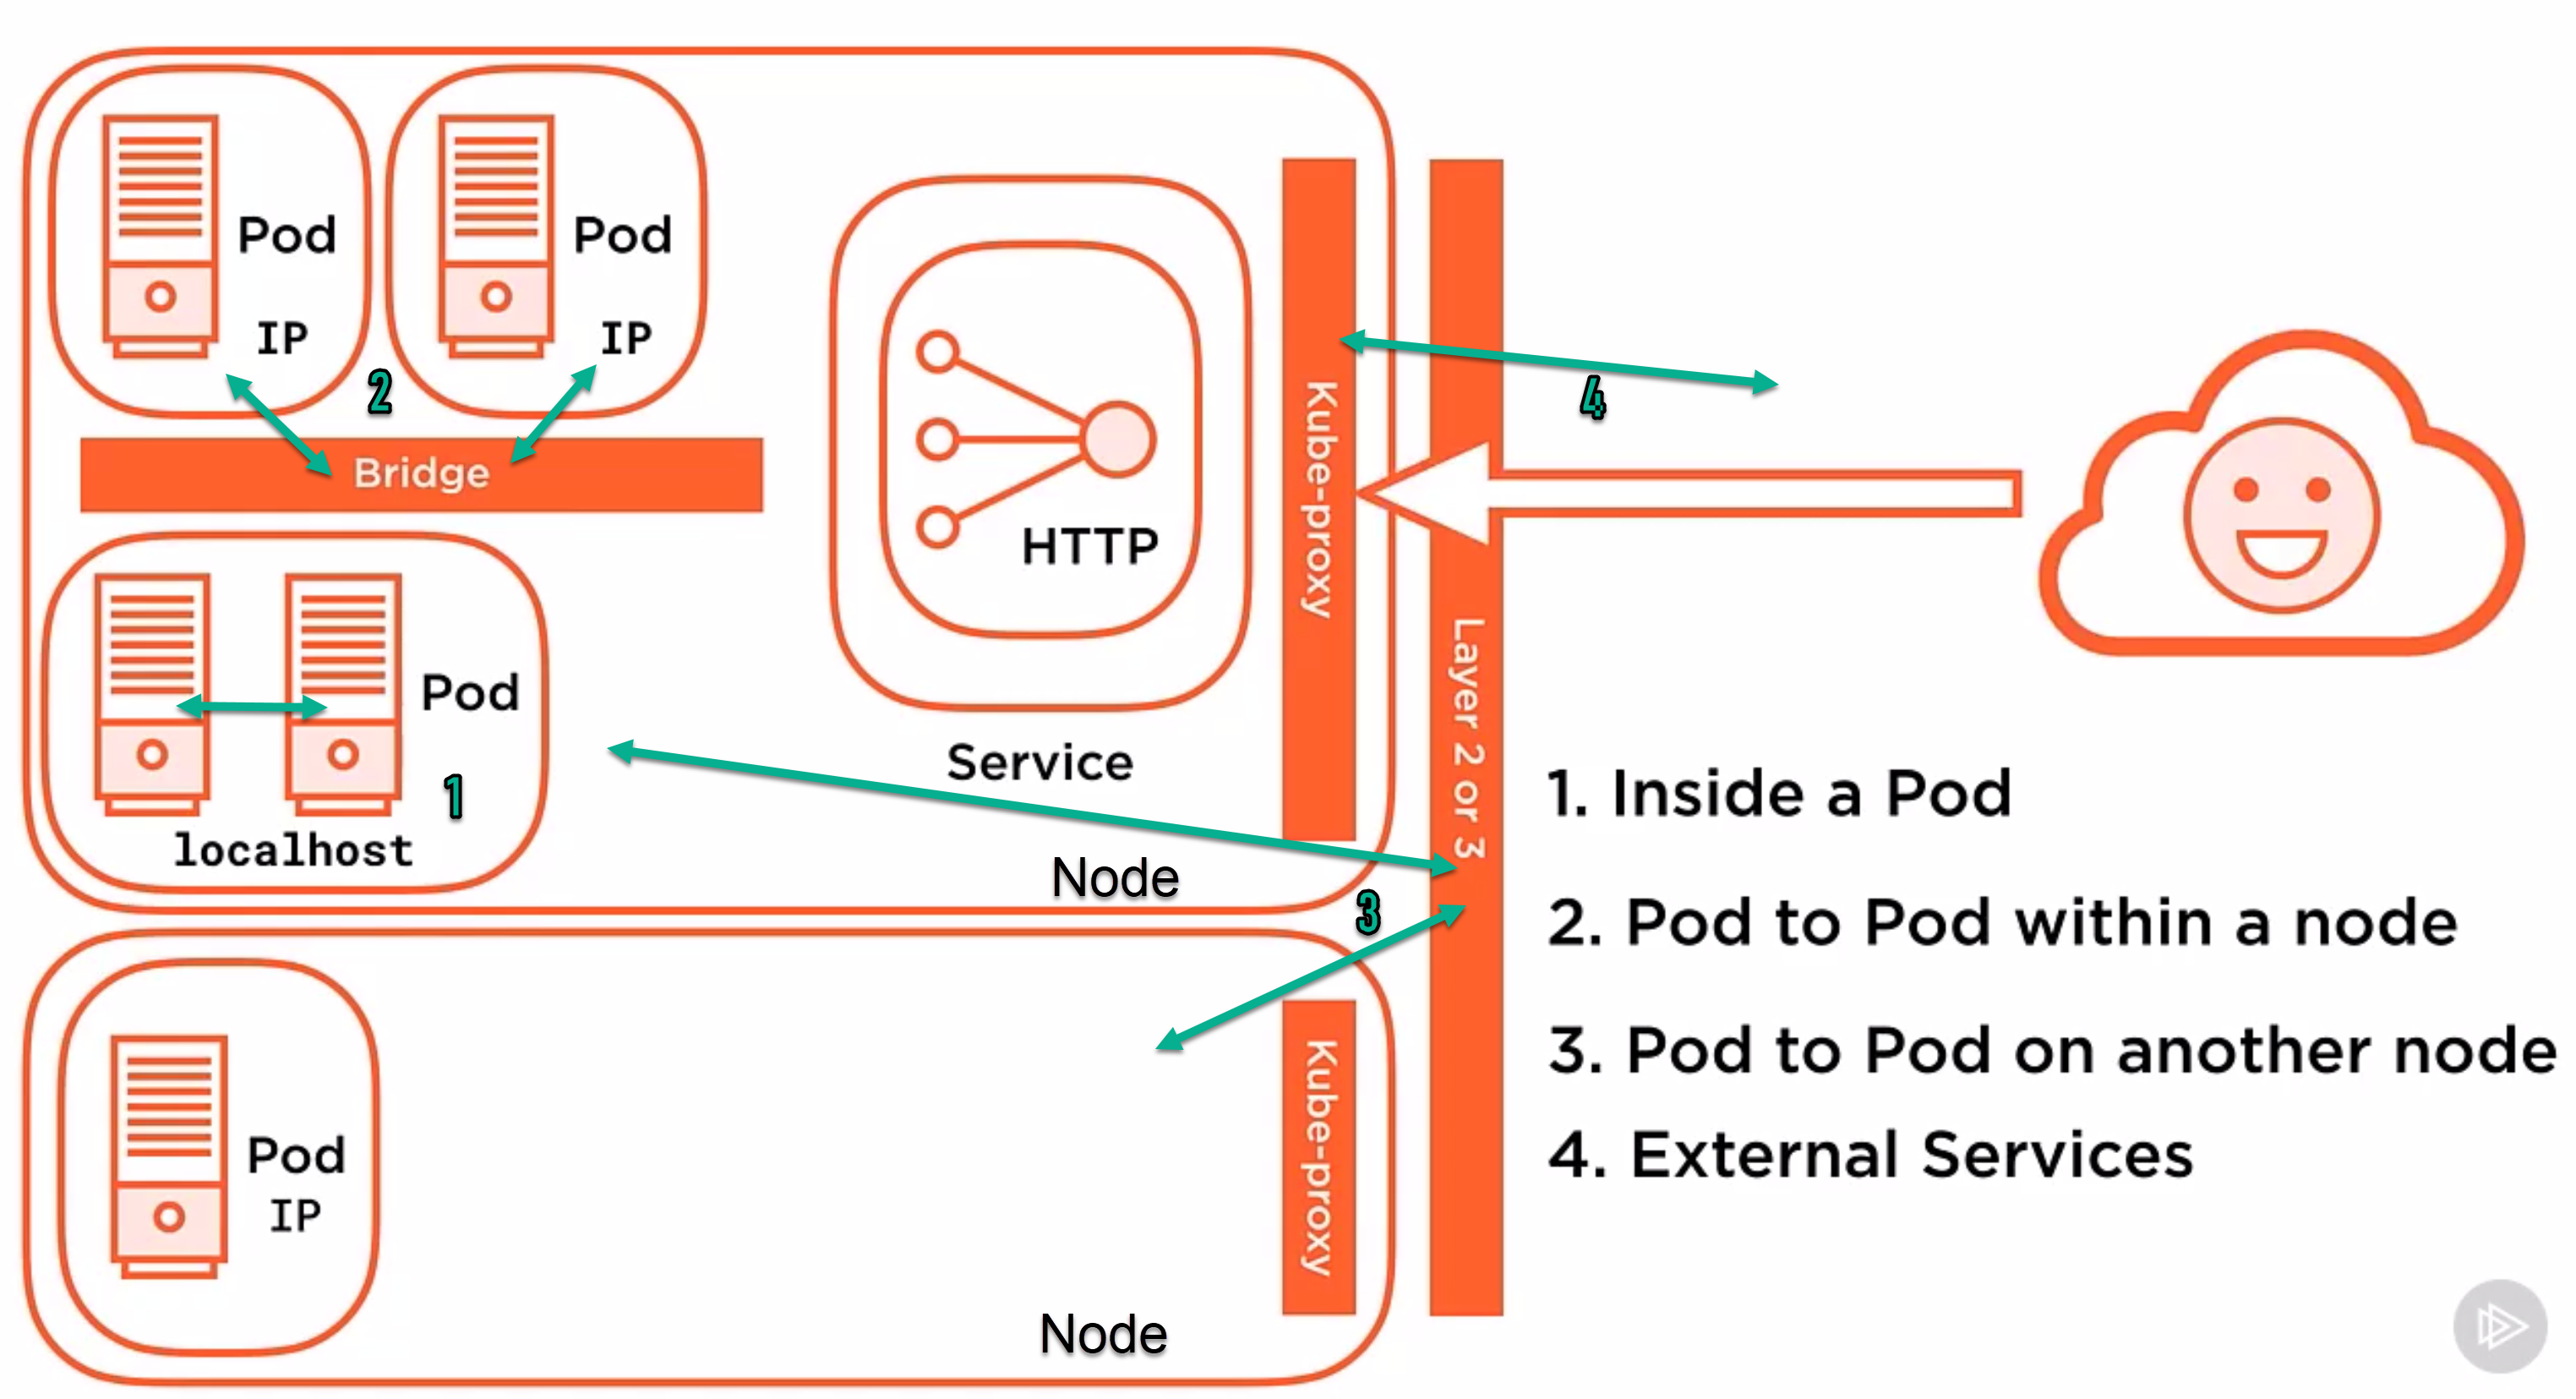 Pod
IP
Pod
IP
2
Bridge
Pod
1
localhost
HTTP
Service
Node
Kube-proxy
Layer 2 or 3
4
3
Pod
IP
Node
Kube-proxy
1. Inside a Pod
2. Pod to Pod within a node
3. Pod to Pod on another node
4. External Services